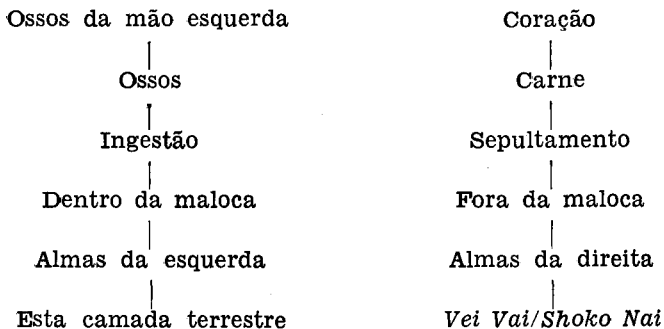 Ossos da mão esquerda
Ossos
Ingestão
Dentro da maloca
Almas da esquerda
Esta camada terrestre
Coração
Carne
Sepultamento
Fora da maloca
Almas da direita
Vei Vai/Shoko Nai